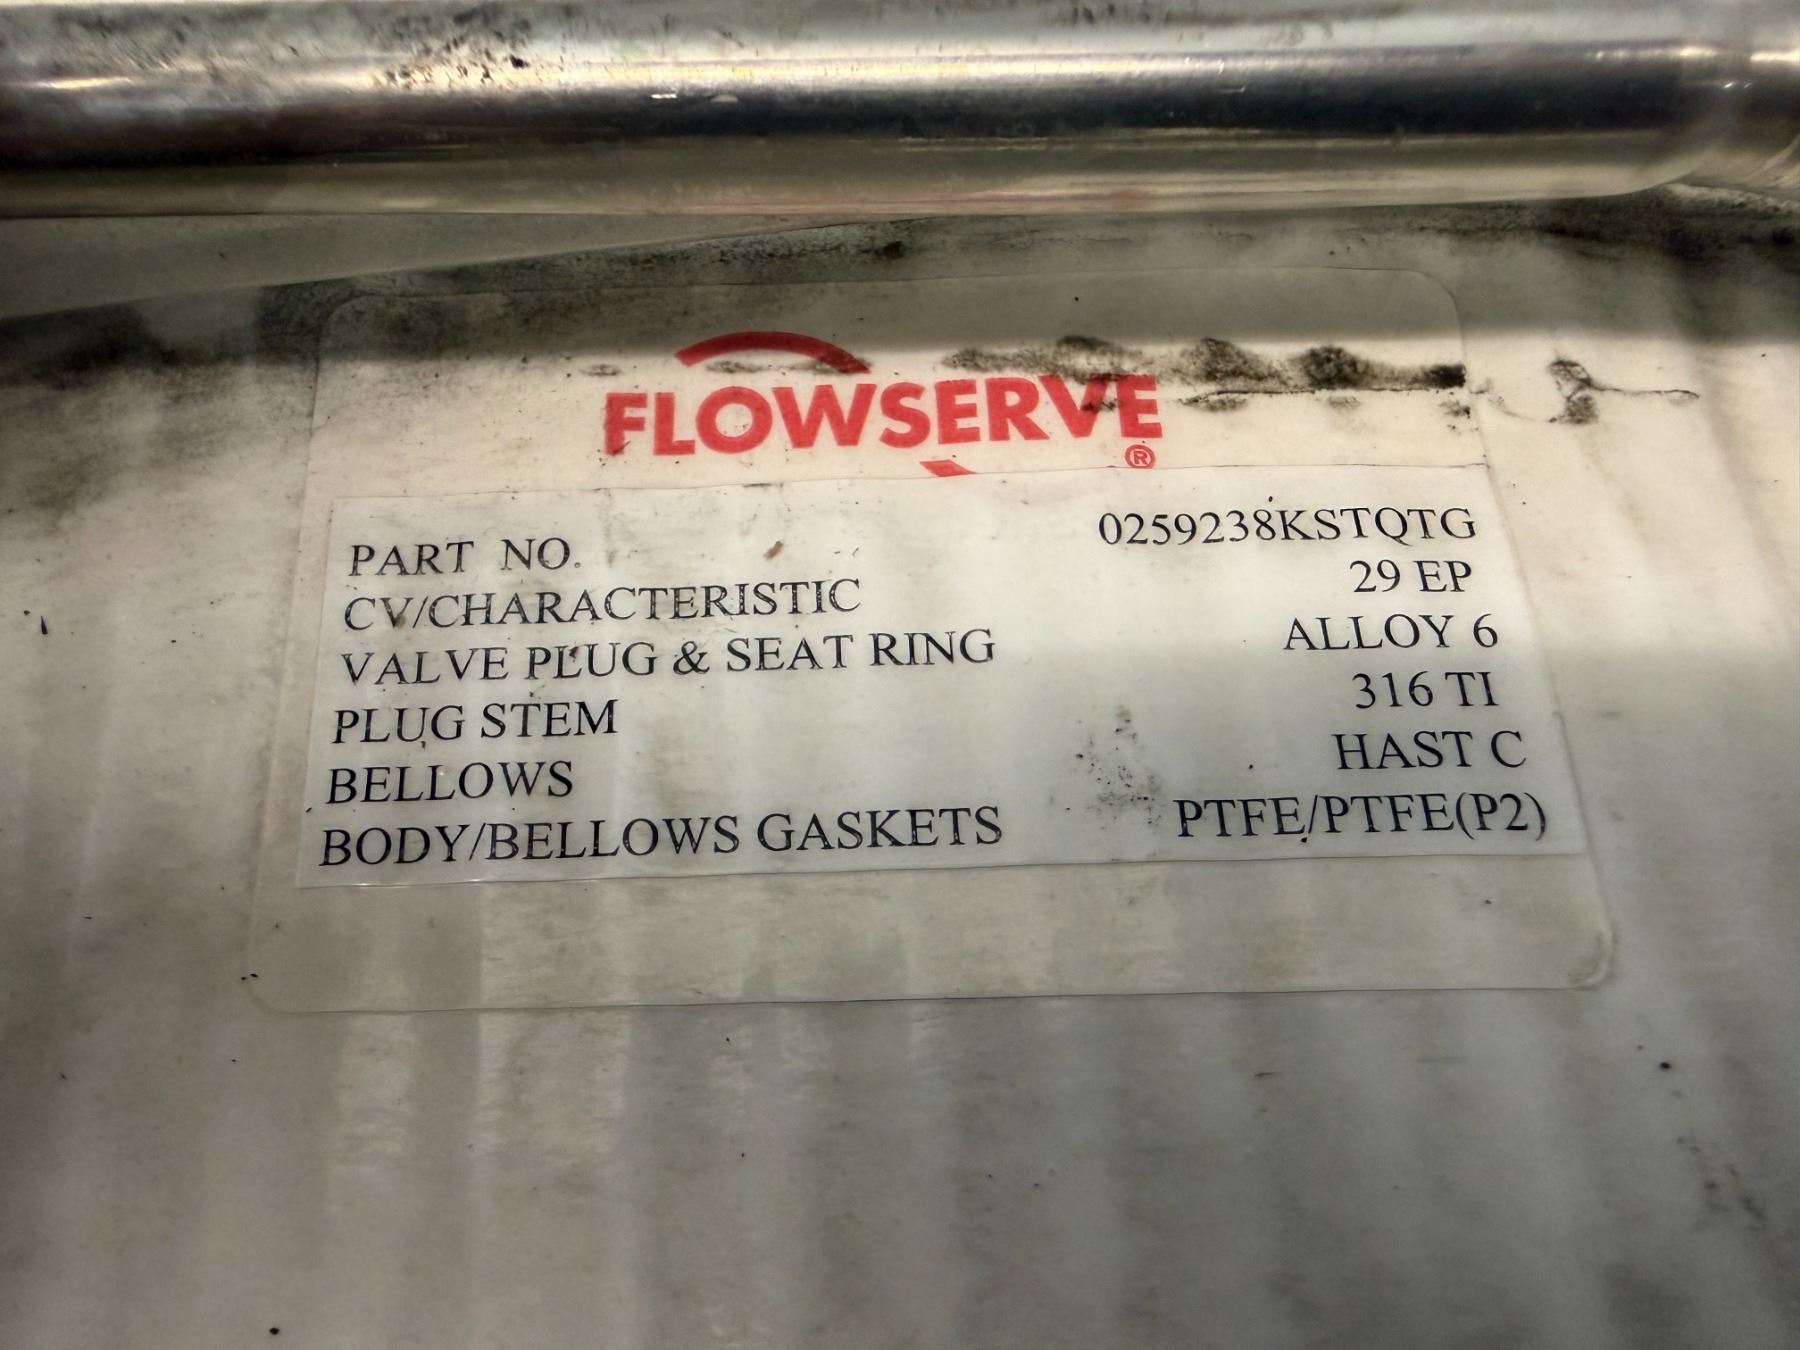 FLOWSERVE®
PART NO. 0259238KSTQTG
CV/CHARACTERISTIC 29 EP
VALVE PLUG & SEAT RING ALLOY 6
PLUG STEM 316 TI
BELLOWS HAST C
BODY/BELLOWS GASKETS PTFE/PTFE(P2)